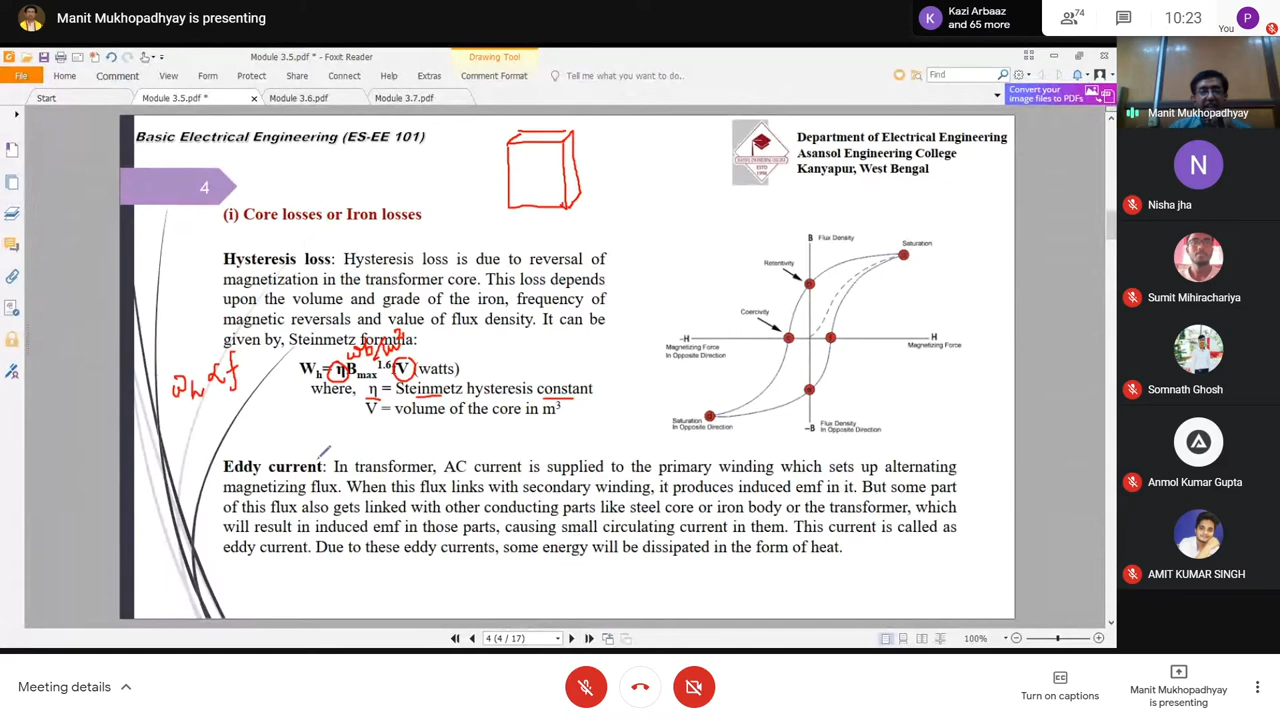 Manit Mukhopadhyay is presenting
Kazi Arbaaz
and 65 more
74
10:23
You
Module 3.5.pdf * - Foxit Reader
Drawing Tool
File
Home
Comment
View
Form
Protect
Share
Connect
Help
Extras
Comment Format
Tell me what you want to do..
Find
Start
Module 3.5.pdf *
Module 3.6.pdf
Module 3.7.pdf
Convert your
image files to PDFs
Basic Electrical Engineering (ES-EE 101)
Department of Electrical Engineering
Asansol Engineering College
Kanyapur, West Bengal
4
(i) Core losses or Iron losses
Hysteresis loss: Hysteresis loss is due to reversal of
magnetization in the transformer core. This loss depends
upon the volume and grade of the iron, frequency of
magnetic reversals and value of flux density. It can be
given by, Steinmetz formula:
wb/m²
Wh= ηBmax1.6fV (watts)
where, η = Steinmetz hysteresis constant
V = volume of the core in m³
Wh ∝ f
B Flux Density
Saturation
Retentivity
Coercivity
-H
Magnetizing Force
In Opposite Direction
H
Magnetizing Force
Saturation
In Opposite Direction
-B
Flux Density
In Opposite Direction
Eddy current: In transformer, AC current is supplied to the primary winding which sets up alternating
magnetizing flux. When this flux links with secondary winding, it produces induced emf in it. But some part
of this flux also gets linked with other conducting parts like steel core or iron body or the transformer, which
will result in induced emf in those parts, causing small circulating current in them. This current is called as
eddy current. Due to these eddy currents, some energy will be dissipated in the form of heat.
4 (4 / 17)
100%
Manit Mukhopadhyay
N
Nisha jha
Sumit Mihirachariya
Somnath Ghosh
Anmol Kumar Gupta
AMIT KUMAR SINGH
Meeting details
Turn on captions
Manit Mukhopadhyay
is presenting